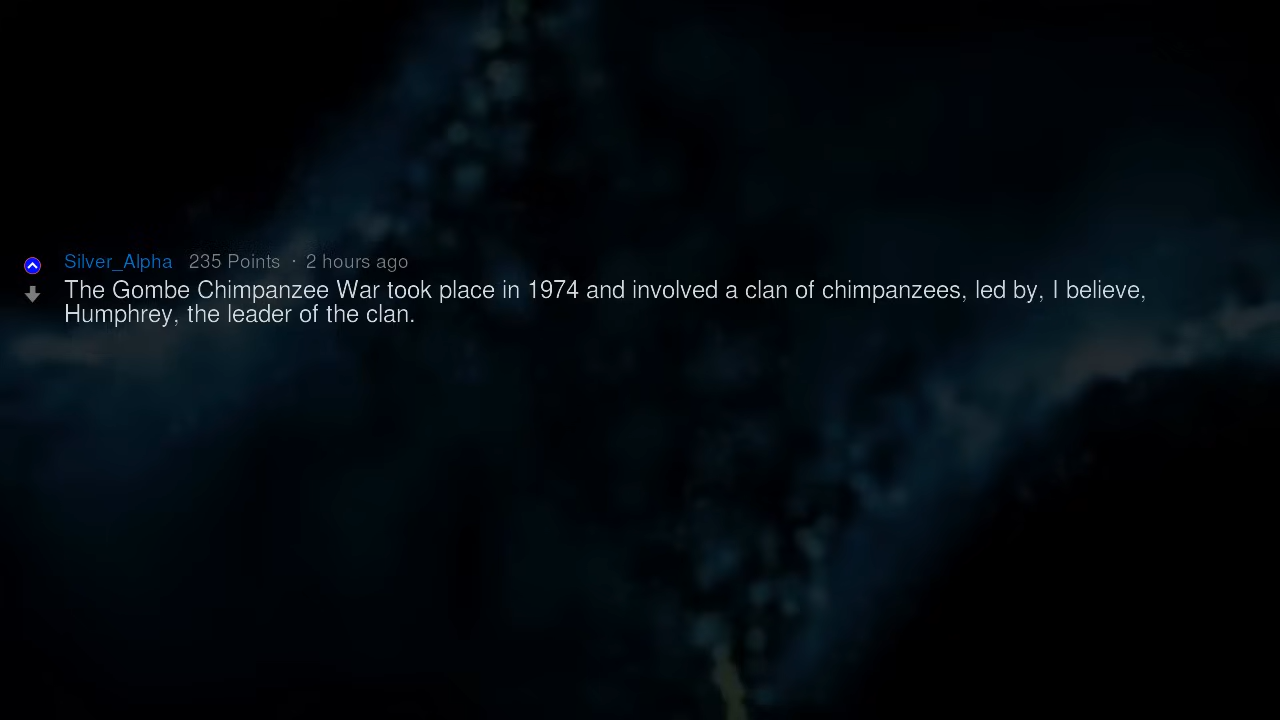 Silver_Alpha 235 Points · 2 hours ago
The Gombe Chimpanzee War took place in 1974 and involved a clan of chimpanzees, led by, I believe,
Humphrey, the leader of the clan.